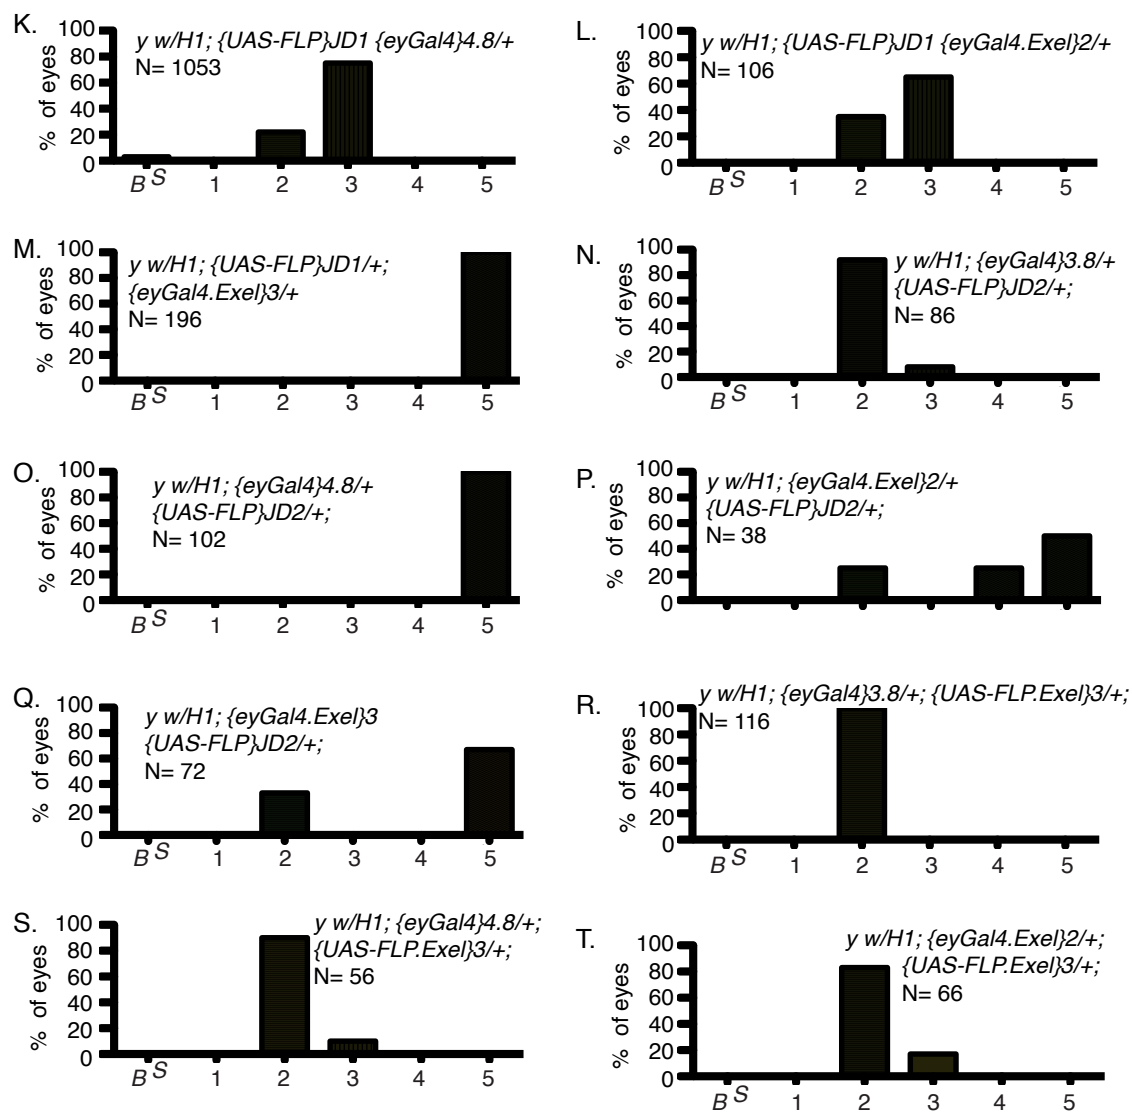 K.
100
80
60
40
20
0
% of eyes
y w/H1; {UAS-FLP}JD1 {eyGal4}4.8/+
N= 1053
B S 1 2 3 4 5
L.
100
80
60
40
20
0
% of eyes
y w/H1; {UAS-FLP}JD1 {eyGal4.Exel}2/+
N= 106
B S 1 2 3 4 5
M.
100
80
60
40
20
0
% of eyes
y w/H1; {UAS-FLP}JD1/+;
{eyGal4.Exel}3/+
N= 196
B S 1 2 3 4 5
N.
100
80
60
40
20
0
% of eyes
y w/H1; {eyGal4}3.8/+
{UAS-FLP}JD2/+;
N= 86
B S 1 2 3 4 5
O.
100
80
60
40
20
0
% of eyes
y w/H1; {eyGal4}4.8/+
{UAS-FLP}JD2/+;
N= 102
B S 1 2 3 4 5
P.
100
80
60
40
20
0
% of eyes
y w/H1; {eyGal4.Exel}2/+
{UAS-FLP}JD2/+;
N= 38
Q.
100
80
60
40
20
0
% of eyes
y w/H1; {eyGal4.Exel}3
{UAS-FLP}JD2/+;
N= 72
B S 1 2 3 4 5
R.
100
80
60
40
20
0
% of eyes
y w/H1; {eyGal4}3.8/+; {UAS-FLP.Exel}3/+;
N= 116
B S 1 2 3 4 5
S.
100
80
60
40
20
0
% of eyes
y w/H1; {eyGal4}4.8/+;
{UAS-FLP.Exel}3/+;
N= 56
B S 1 2 3 4 5
T.
100
80
60
40
20
0
% of eyes
y w/H1; {eyGal4.Exel}2/+;
{UAS-FLP.Exel}3/+;
N= 66
B S 1 2 3 4 5